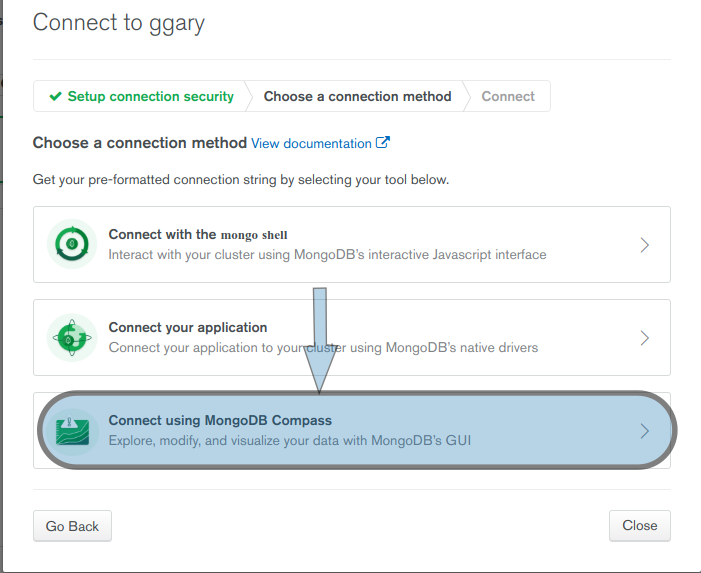 Connect to ggary
Setup connection security
Choose a connection method
Connect
Choose a connection method View documentation
Get your pre-formatted connection string by selecting your tool below.
Connect with the mongo shell
Interact with your cluster using MongoDB's interactive Javascript interface
Connect your application
Connect your application to your cluster using MongoDB's native drivers
Connect using MongoDB Compass
Explore, modify, and visualize your data with MongoDB's GUI
Go Back
Close